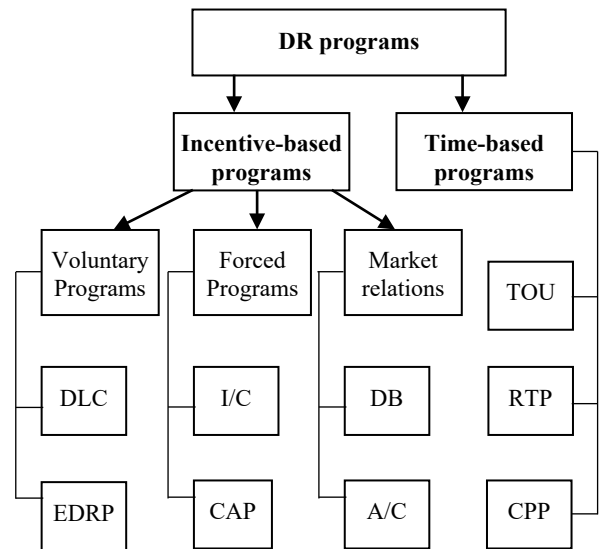 DR programs
Incentive-based
programs
Time-based
programs
Voluntary
Programs
Forced
Programs
Market
relations
TOU
DLC
I/C
DB
RTP
EDRP
CAP
A/C
CPP